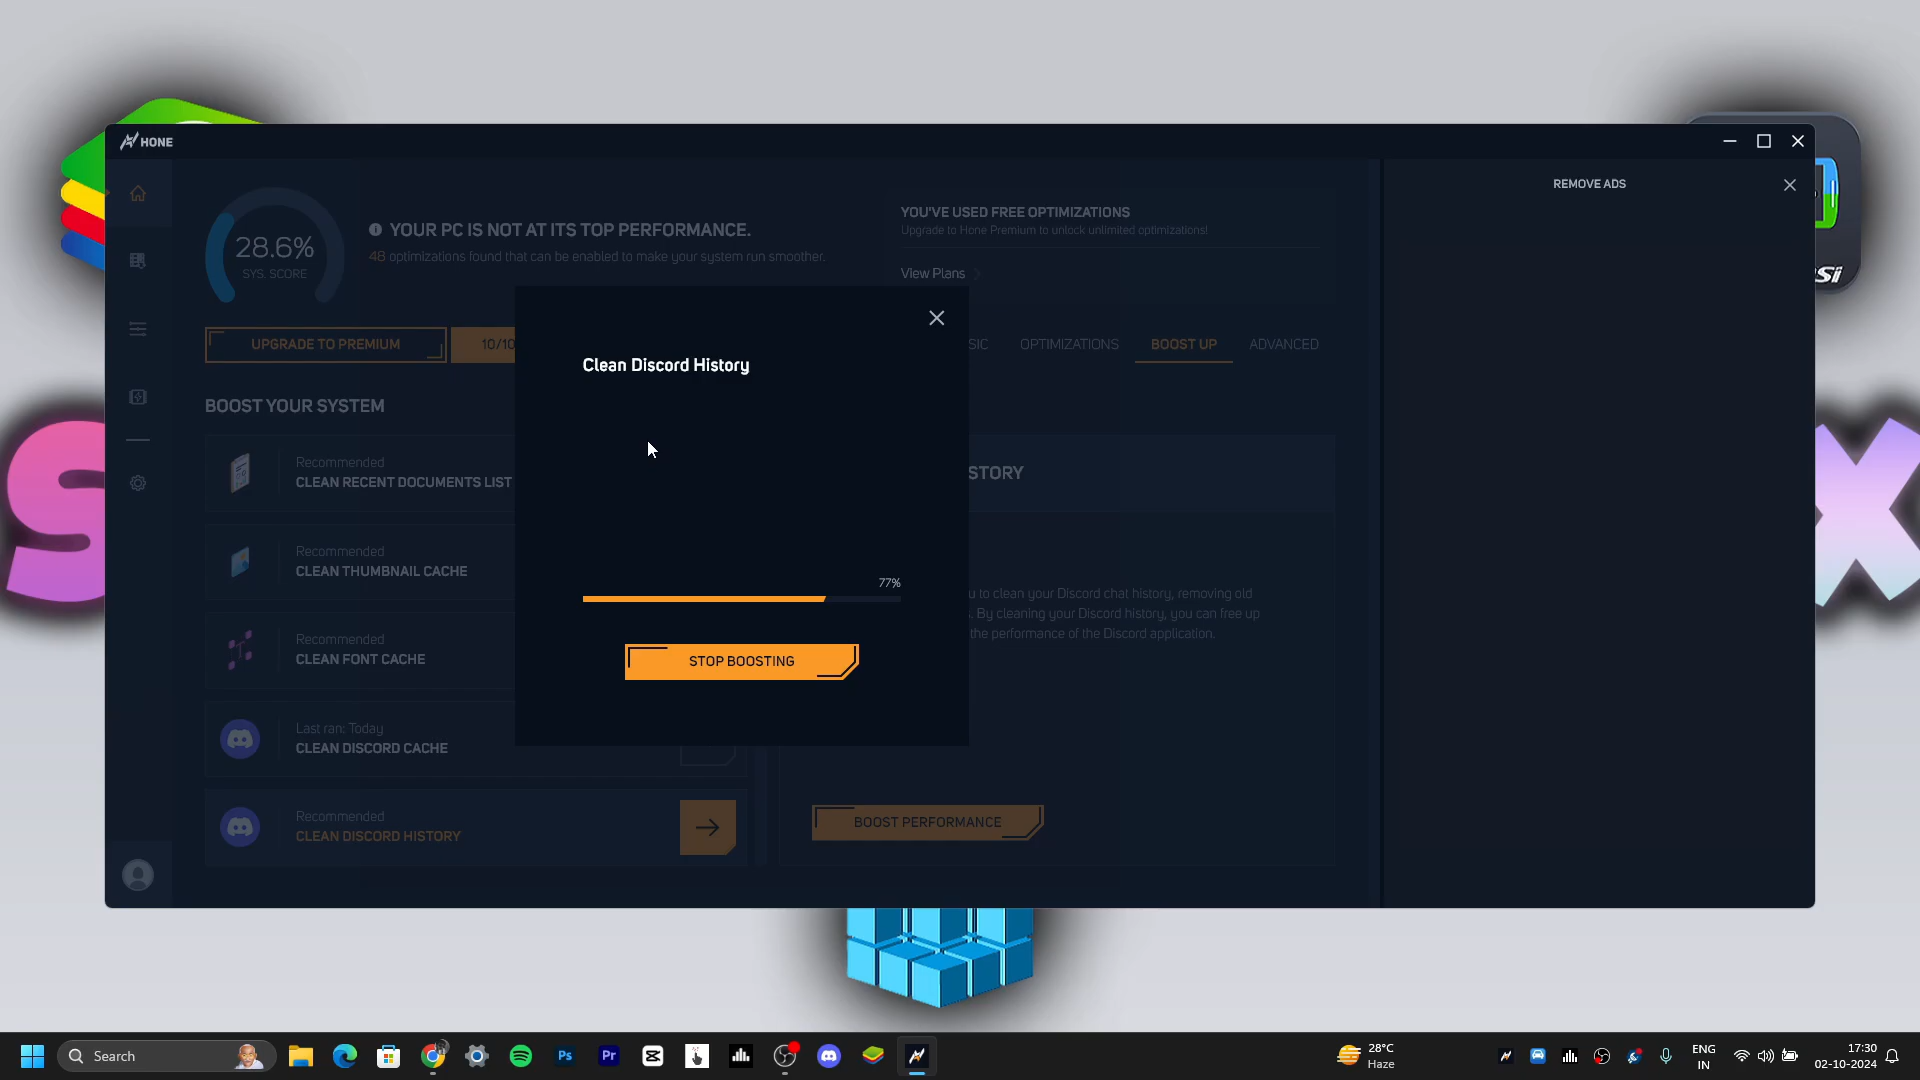 HONE
REMOVE ADS
28.6%
SYS. SCORE
YOUR PC IS NOT AT ITS TOP PERFORMANCE.
48 optimizations found that can be enabled to make your system run smoother.
YOU'VE USED FREE OPTIMIZATIONS
Upgrade to Hone Premium to unlock unlimited optimizations!
View Plans
UPGRADE TO PREMIUM
10/10
SIC
OPTIMIZATIONS
BOOST UP
ADVANCED
BOOST YOUR SYSTEM
Recommended
CLEAN RECENT DOCUMENTS LIST
Recommended
CLEAN THUMBNAIL CACHE
Recommended
CLEAN FONT CACHE
Last ran: Today
CLEAN DISCORD CACHE
Recommended
CLEAN DISCORD HISTORY
Clean Discord History
77%
STOP BOOSTING
STORY
u to clean your Discord chat history, removing old
s. By cleaning your Discord history, you can free up
the performance of the Discord application.
BOOST PERFORMANCE
S
X
Si
Search
Ps
Pr
28°C
Haze
ENG
IN
17:30
02-10-2024